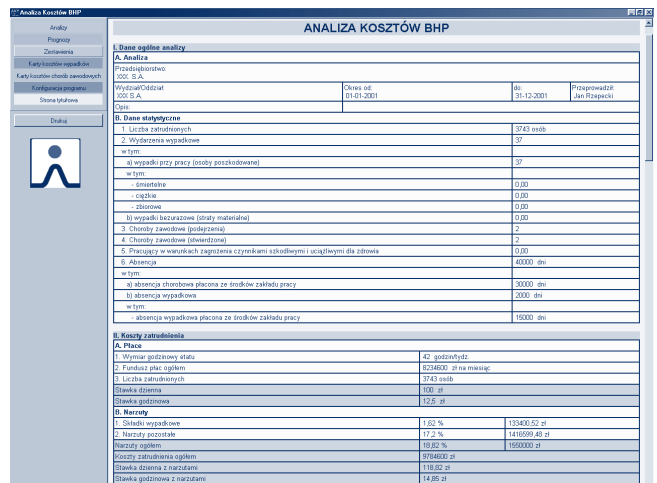 Analiza Kosztów BHP
Analizy
Prognozy
Zestawienia
Karty kosztów wypadków
Karty kosztów chorób zawodowych
Konfiguracja programu
Strona tytułowa
Drukuj
ANALIZA KOSZTÓW BHP
I. Dane ogólne analizy
A. Analiza
Przedsiębiorstwo:
XXX. S.A.
Wydział/Oddział: Okres od: do: Przeprowadził:
XXX S.A. 01-01-2001 31-12-2001 Jan Rzepecki
Opis:
B. Dane statystyczne
1. Liczba zatrudnionych 3743 osób
2. Wydarzenia wypadkowe 37
w tym:
a) wypadki przy pracy (osoby poszkodowane) 37
w tym:
- śmiertelne 0,00
- ciężkie 0,00
- zbiorowe 0,00
b) wypadki bezurazowe (straty materialne) 0,00
3. Choroby zawodowe (podejrzenia) 2
4. Choroby zawodowe (stwierdzone) 2
5. Pracujący w warunkach zagrożenia czynnikami szkodliwymi i uciążliwymi dla zdrowia 0,00
6. Absencja 40000 dni
w tym:
a) absencja chorobowa płacona ze środków zakładu pracy 30000 dni
b) absencja wypadkowa 2000 dni
w tym:
- absencja wypadkowa płacona ze środków zakładu pracy 15000 dni
II. Koszty zatrudnienia
A. Płace
1. Wymiar godzinowy etatu 42 godzin/tydz.
2. Fundusz płac ogółem 8234600 zł na miesiąc
3. Liczba zatrudnionych 3743 osób
Stawka dzienna 100 zł
Stawka godzinowa 12,5 zł
B. Narzuty
1. Składki wypadkowe 1,62 % 133400,52 zł
2. Narzuty pozostałe 17,2 % 1416599,48 zł
Narzuty ogółem 18,82 % 1550000 zł
Koszty zatrudnienia ogółem 9784600 zł
Stawka dzienna z narzutami 118,82 zł
Stawka godzinowa z narzutami 14,85 zł